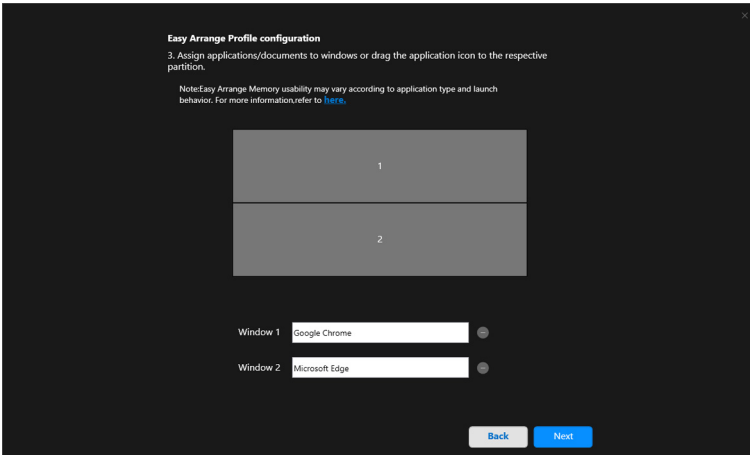 Easy Arrange Profile configuration
3. Assign applications/documents to windows or drag the application icon to the respective
partition.
Note:Easy Arrange Memory usability may vary according to application type and launch
behavior. For more information,refer to here.
1
2
Window 1 Google Chrome
Window 2 Microsoft Edge
Back Next